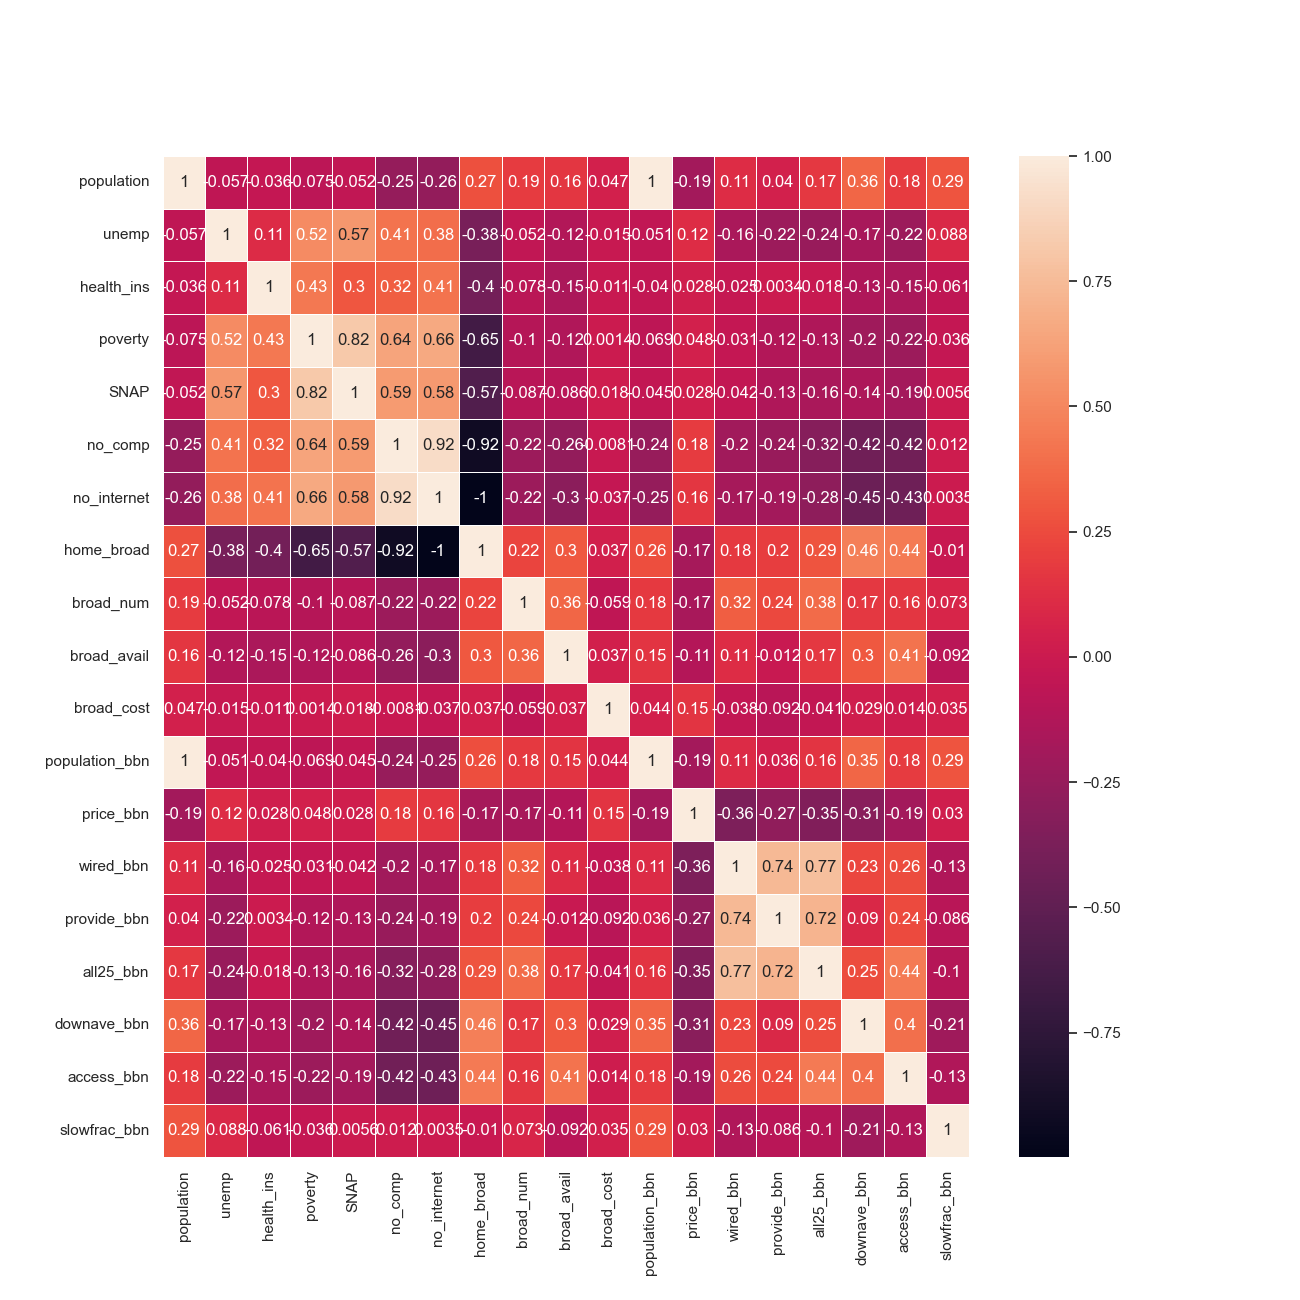 population 1 -0.057 -0.036 -0.075 -0.052 -0.25 -0.26 0.27 0.19 0.16 0.047 1 -0.19 0.11 0.04 0.17 0.36 0.18 0.29 1.00
unemp -0.057 1 0.11 0.52 0.57 0.41 0.38 -0.38 -0.052 -0.12 -0.015 -0.051 0.12 -0.16 -0.22 -0.24 -0.17 -0.22 0.088
health_ins -0.036 0.11 1 0.43 0.3 0.32 0.41 -0.4 -0.078 -0.15 -0.011 -0.04 0.028 -0.025 0.0034 -0.018 -0.13 -0.15 -0.061
0.75
poverty -0.075 0.52 0.43 1 0.82 0.64 0.66 -0.65 -0.1 -0.12 0.0014 -0.069 0.048 -0.031 -0.12 -0.13 -0.2 -0.22 -0.036
SNAP -0.052 0.57 0.3 0.82 1 0.59 0.58 -0.57 -0.087 -0.086 0.018 -0.045 0.028 -0.042 -0.13 -0.16 -0.14 -0.19 0.0056
0.50
no_comp -0.25 0.41 0.32 0.64 0.59 1 0.92 -0.92 -0.22 -0.26 -0.0081 -0.24 0.18 -0.2 -0.24 -0.32 -0.42 -0.42 0.012
no_internet -0.26 0.38 0.41 0.66 0.58 0.92 1 -1 -0.22 -0.3 -0.037 -0.25 0.16 -0.17 -0.19 -0.28 -0.45 -0.43 0.0035
0.25
home_broad 0.27 -0.38 -0.4 -0.65 -0.57 -0.92 -1 1 0.22 0.3 0.037 0.26 -0.17 0.18 0.2 0.29 0.46 0.44 -0.01
broad_num 0.19 -0.052 -0.078 -0.1 -0.087 -0.22 -0.22 0.22 1 0.36 -0.059 0.18 -0.17 0.32 0.24 0.38 0.17 0.16 0.073
broad_avail 0.16 -0.12 -0.15 -0.12 -0.086 -0.26 -0.3 0.3 0.36 1 0.037 0.15 -0.11 0.11 -0.012 0.17 0.3 0.41 -0.092 0.00
broad_cost 0.047 -0.015 -0.011 0.0014 0.018 -0.0081 -0.037 0.037 -0.059 0.037 1 0.044 0.15 -0.038 -0.092 -0.041 0.029 0.014 0.035
population_bbn 1 -0.051 -0.04 -0.069 -0.045 -0.24 -0.25 0.26 0.18 0.15 0.044 1 -0.19 0.11 0.036 0.16 0.35 0.18 0.29
−0.25
price_bbn -0.19 0.12 0.028 0.048 0.028 0.18 0.16 -0.17 -0.17 -0.11 0.15 -0.19 1 -0.36 -0.27 -0.35 -0.31 -0.19 0.03
wired_bbn 0.11 -0.16 -0.025 -0.031 -0.042 -0.2 -0.17 0.18 0.32 0.11 -0.038 0.11 -0.36 1 0.74 0.77 0.23 0.26 -0.13
−0.50
provide_bbn 0.04 -0.22 0.0034 -0.12 -0.13 -0.24 -0.19 0.2 0.24 -0.012 -0.092 0.036 -0.27 0.74 1 0.72 0.09 0.24 -0.086
all25_bbn 0.17 -0.24 -0.018 -0.13 -0.16 -0.32 -0.28 0.29 0.38 0.17 -0.041 0.16 -0.35 0.77 0.72 1 0.25 0.44 -0.1
downave_bbn 0.36 -0.17 -0.13 -0.2 -0.14 -0.42 -0.45 0.46 0.17 0.3 0.029 0.35 -0.31 0.23 0.09 0.25 1 0.4 -0.21
−0.75
access_bbn 0.18 -0.22 -0.15 -0.22 -0.19 -0.42 -0.43 0.44 0.16 0.41 0.014 0.18 -0.19 0.26 0.24 0.44 0.4 1 -0.13
slowfrac_bbn 0.29 0.088 -0.061 -0.036 0.0056 0.012 0.0035 -0.01 0.073 -0.092 0.035 0.29 0.03 -0.13 -0.086 -0.1 -0.21 -0.13 1
population
unemp
health_ins
poverty
SNAP
no_comp
no_internet
home_broad
broad_num
broad_avail
broad_cost
population_bbn
price_bbn
wired_bbn
provide_bbn
all25_bbn
downave_bbn
access_bbn
slowfrac_bbn